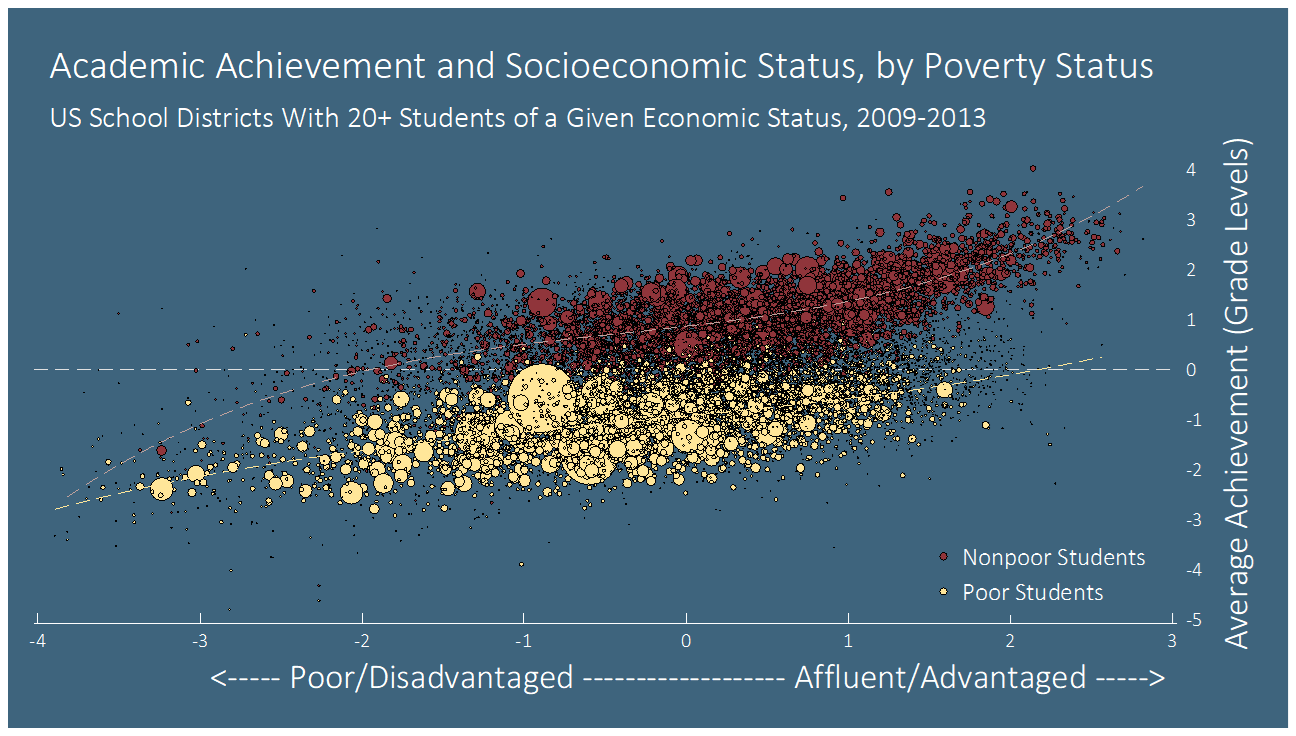 Academic Achievement and Socioeconomic Status, by Poverty Status
US School Districts With 20+ Students of a Given Economic Status, 2009-2013
4
3
2
1
0
-1
-2
-3
-4
-5
Average Achievement (Grade Levels)
Nonpoor Students
Poor Students
-4 -3 -2 -1 0 1 2 3
<----- Poor/Disadvantaged ------------------- Affluent/Advantaged ----->